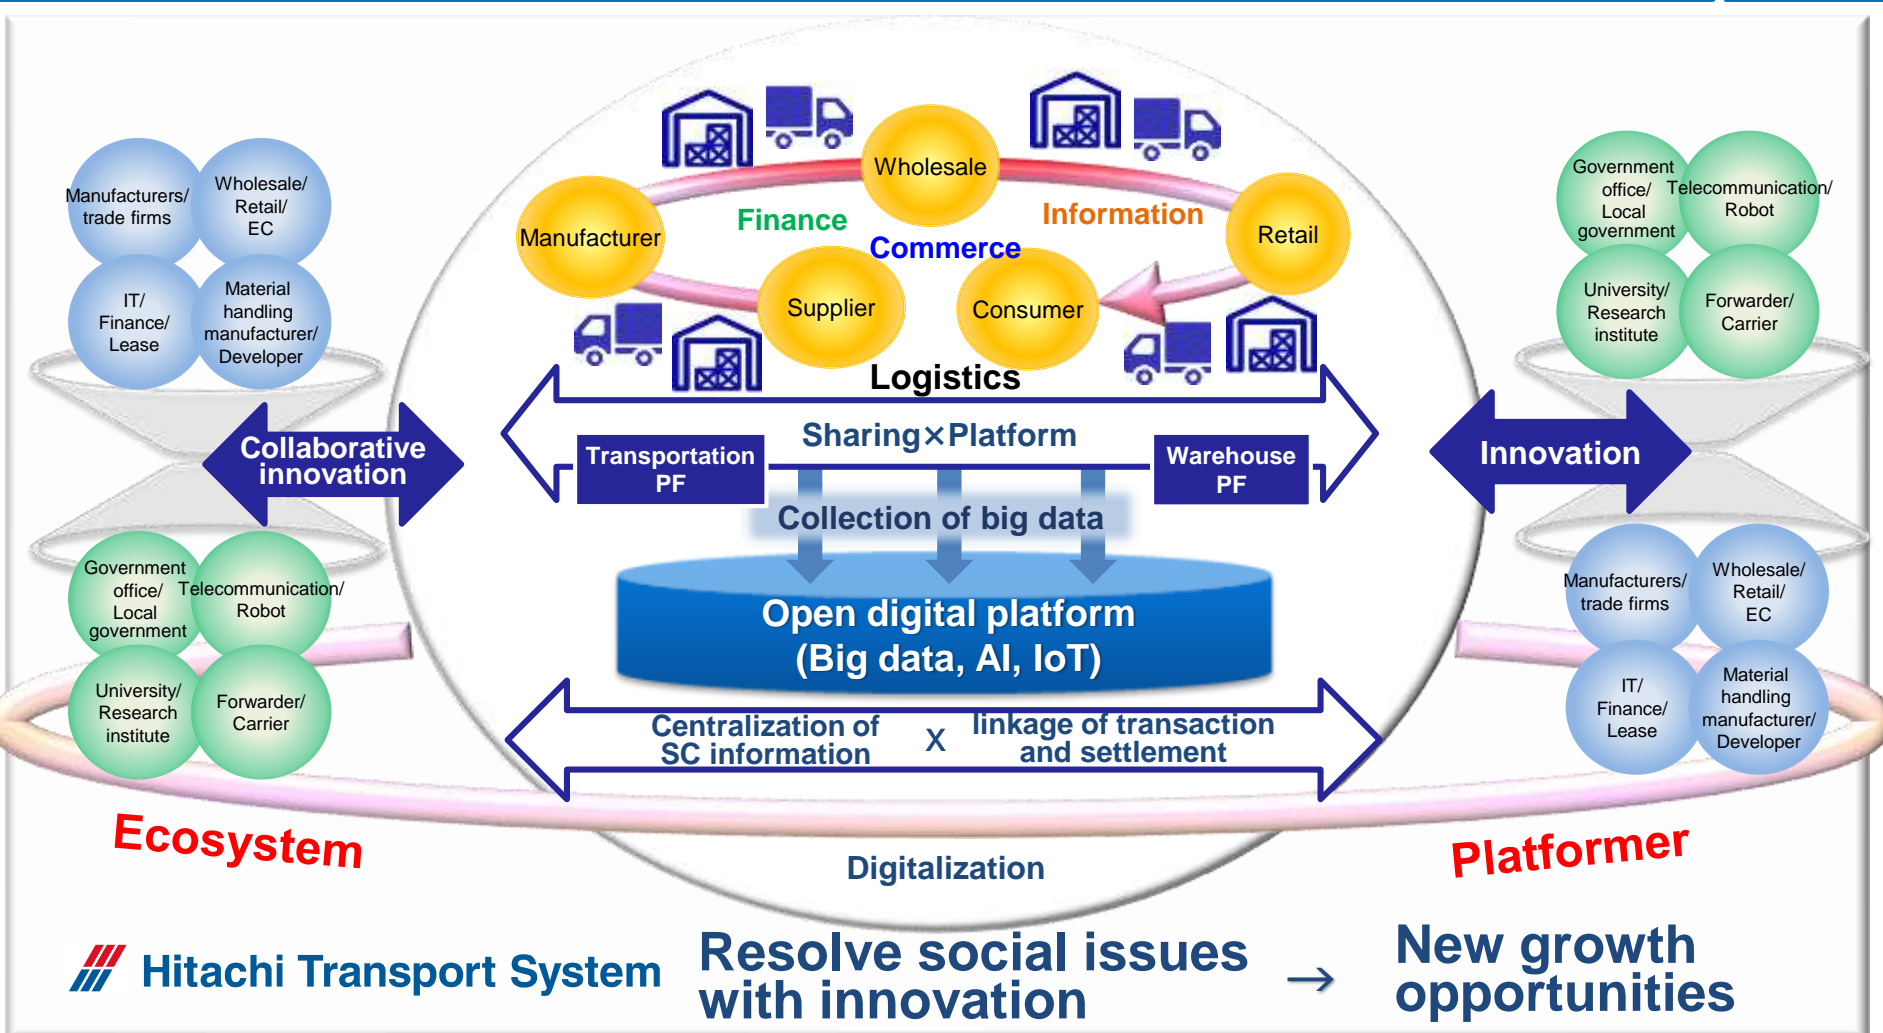 Manufacturers/
trade firms
Wholesale/
Retail/
EC
IT/
Finance/
Lease
Material
handling
manufacturer/
Developer
Collaborative
innovation
Government
office/
Local
government
Telecommunication/
Robot
University/
Research
institute
Forwarder/
Carrier
Ecosystem
Wholesale
Manufacturer
Finance
Information
Commerce
Retail
Supplier
Consumer
Logistics
Sharing×Platform
Transportation
PF
Warehouse
PF
Collection of big data
Open digital platform
(Big data, AI, IoT)
Centralization of
SC information
X
linkage of transaction
and settlement
Digitalization
Government
office/
Local
government
Telecommunication/
Robot
University/
Research
institute
Forwarder/
Carrier
Innovation
Manufacturers/
trade firms
Wholesale/
Retail/
EC
IT/
Finance/
Lease
Material
handling
manufacturer/
Developer
Platformer
Hitachi Transport System
Resolve social issues
with innovation
→
New growth
opportunities